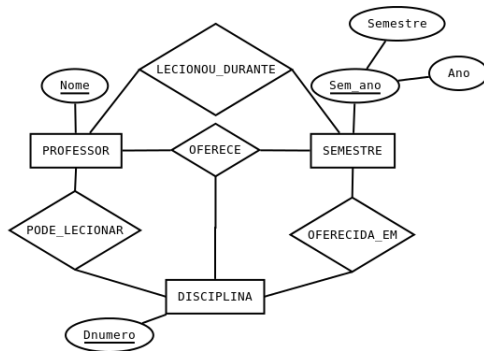 Semestre
LECIONOU_DURANTE
Nome
Sem_ano
Ano
PROFESSOR
OFERECE
SEMESTRE
PODE_LECIONAR
OFERECIDA_EM
DISCIPLINA
Dnumero